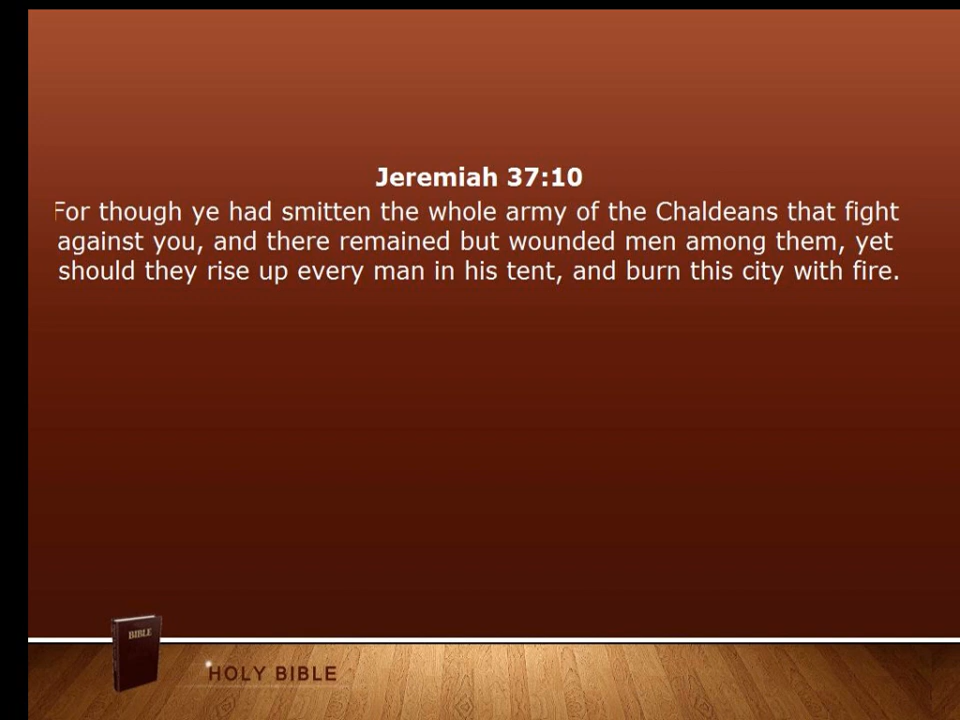 Jeremiah 37:10
For though ye had smitten the whole army of the Chaldeans that fight
against you, and there remained but wounded men among them, yet
should they rise up every man in his tent, and burn this city with fire.
BIBLE
HOLY BIBLE